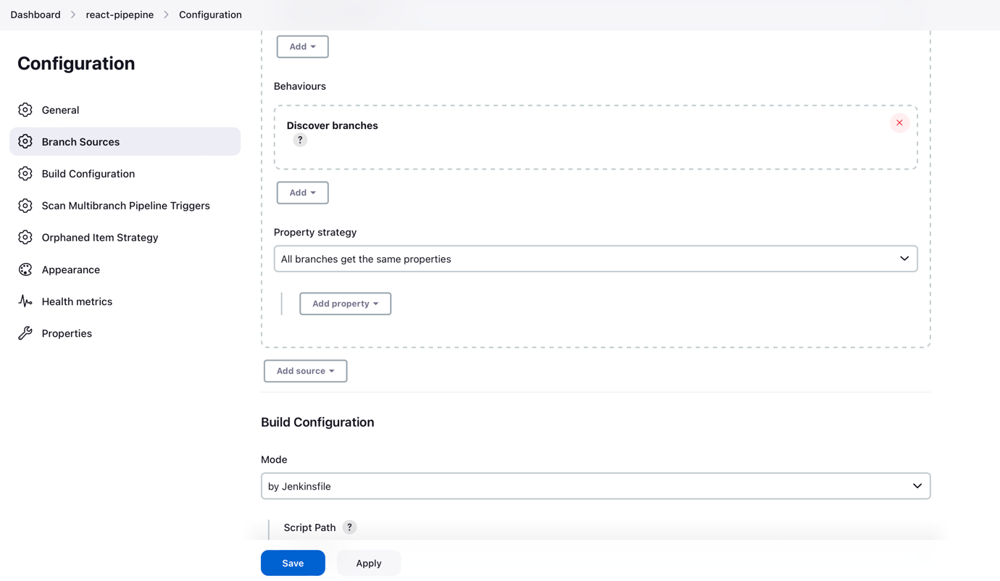 Dashboard > react-pipepine > Configuration
Configuration
General
Branch Sources
Build Configuration
Scan Multibranch Pipeline Triggers
Orphaned Item Strategy
Appearance
Health metrics
Properties
Add
Behaviours
Discover branches
?
Add
Property strategy
All branches get the same properties
Add property
Add source
Build Configuration
Mode
by Jenkinsfile
Script Path ?
Save Apply